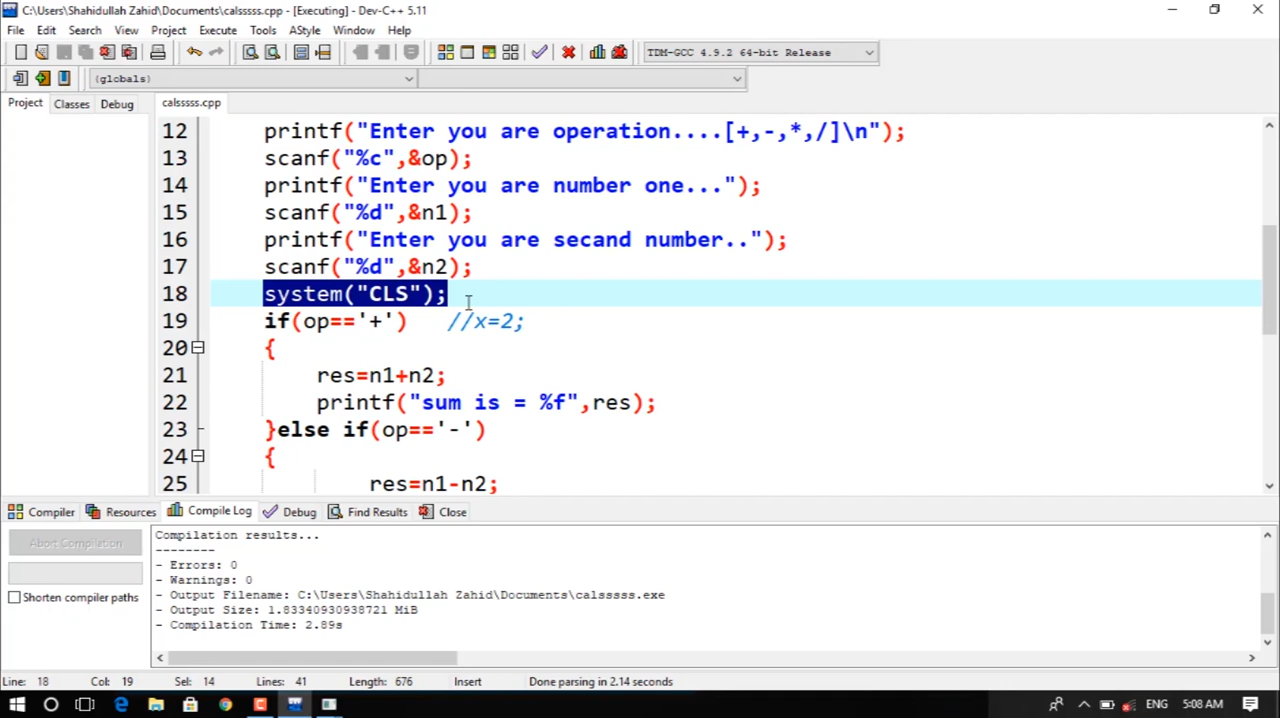 C:\Users\Shahidullah Zahid\Documents\calsssss.cpp - [Executing] - Dev-C++ 5.11
File Edit Search View Project Execute Tools AStyle Window Help
TDM-GCC 4.9.2 64-bit Release
(globals)
Project Classes Debug calsssss.cpp
12 printf("Enter you are operation....[+,-,*,/]\n");
13 scanf("%c",&op);
14 printf("Enter you are number one...");
15 scanf("%d",&n1);
16 printf("Enter you are secand number..");
17 scanf("%d",&n2);
18 system("CLS");
19 if(op=='+') //x=2;
20 {
21 res=n1+n2;
22 printf("sum is = %f",res);
23 }else if(op=='-')
24 {
25 res=n1-n2;
Compiler Resources Compile Log Debug Find Results Close
Abort Compilation
Shorten compiler paths
Compilation results...
--------
- Errors: 0
- Warnings: 0
- Output Filename: C:\Users\Shahidullah Zahid\Documents\calsssss.exe
- Output Size: 1.83340930938721 MiB
- Compilation Time: 2.89s
Line: 18 Col: 19 Sel: 14 Lines: 41 Length: 676 Insert Done parsing in 2.14 seconds
ENG 5:08 AM